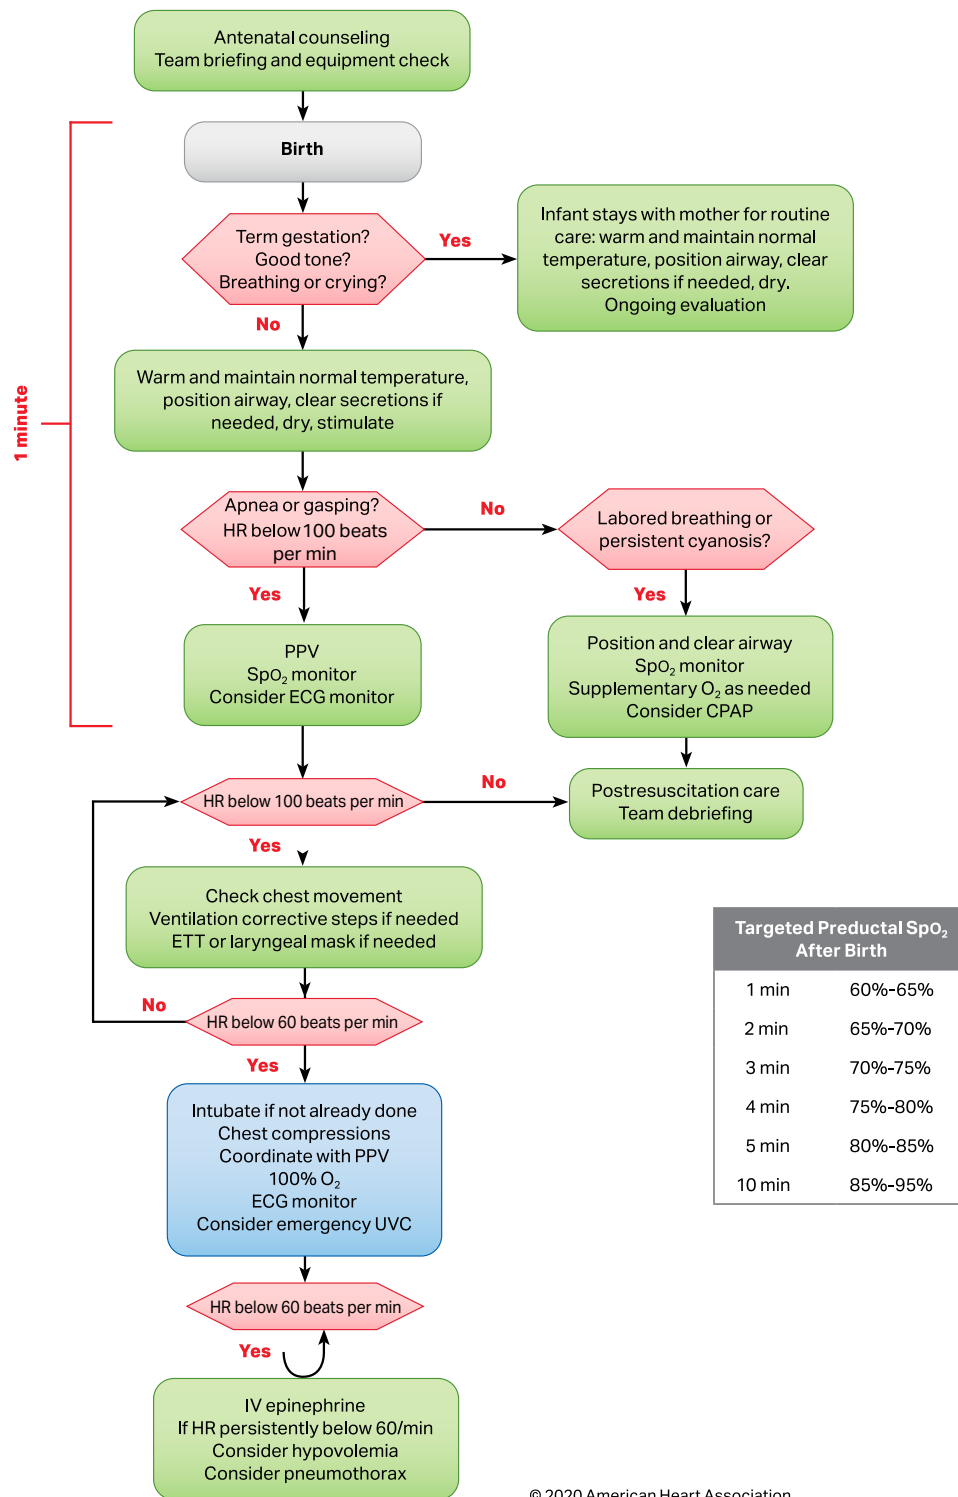 Antenatal counseling
Team briefing and equipment check
Birth
Term gestation?
Good tone?
Breathing or crying?
Yes
Infant stays with mother for routine
care: warm and maintain normal
temperature, position airway, clear
secretions if needed, dry.
Ongoing evaluation
No
1 minute
Warm and maintain normal temperature,
position airway, clear secretions if
needed, dry, stimulate
Apnea or gasping?
HR below 100 beats
per min
No
Labored breathing or
persistent cyanosis?
Yes
Yes
PPV
SpO₂ monitor
Consider ECG monitor
Position and clear airway
SpO₂ monitor
Supplementary O₂ as needed
Consider CPAP
HR below 100 beats per min
No
Postresuscitation care
Team debriefing
Yes
Check chest movement
Ventilation corrective steps if needed
ETT or laryngeal mask if needed
No
HR below 60 beats per min
Yes
Intubate if not already done
Chest compressions
Coordinate with PPV
100% O₂
ECG monitor
Consider emergency UVC
HR below 60 beats per min
Yes
IV epinephrine
If HR persistently below 60/min
Consider hypovolemia
Consider pneumothorax
Targeted Preductal SpO₂
After Birth
1 min 60%-65%
2 min 65%-70%
3 min 70%-75%
4 min 75%-80%
5 min 80%-85%
10 min 85%-95%
© 2020 American Heart Association